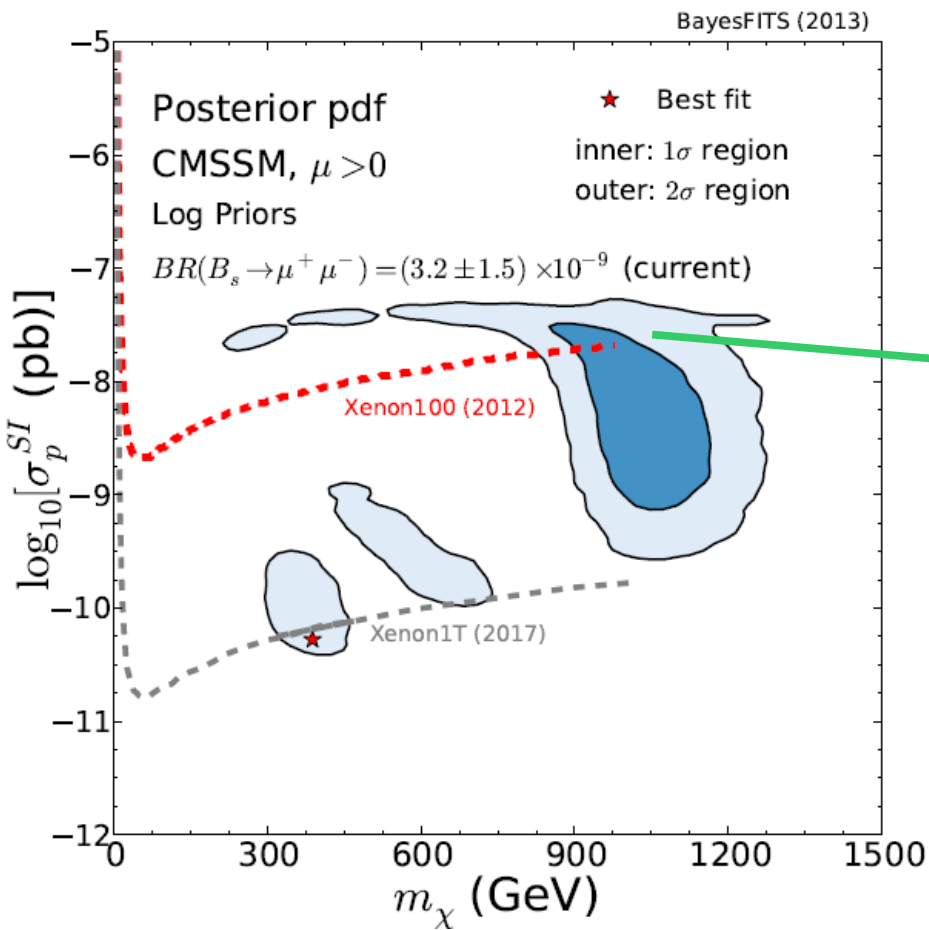 BayesFITS (2013)
Posterior pdf
CMSSM, μ >0
Log Priors
BR(B_s→μ⁺ μ⁻)=(3.2±1.5) ×10⁻⁹ (current)
Best fit
inner: 1σ region
outer: 2σ region
Xenon100 (2012)
Xenon1T (2017)
log₁₀[σ_p^{SI} (pb)]
−5
−6
−7
−8
−9
−10
−11
−12
0 300 600 900 1200 1500
m_χ (GeV)